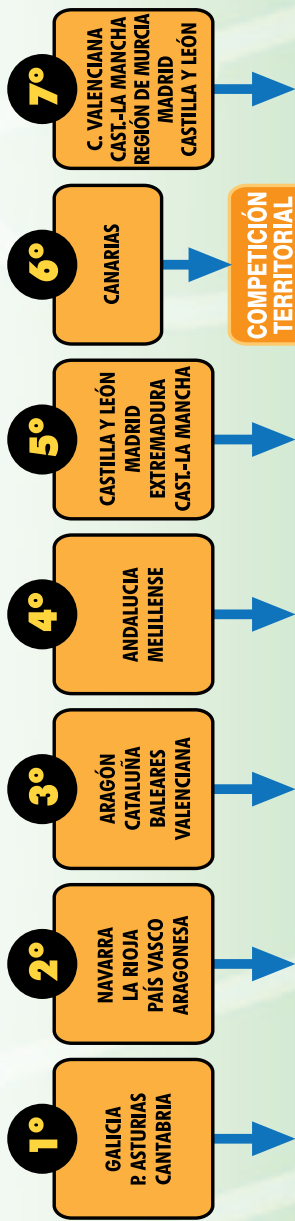 1º
GALICIA
P. ASTURIAS
CANTABRIA
2º
NAVARRA
LA RIOJA
PAÍS VASCO
ARAGONESA
3º
ARAGÓN
CATALUÑA
BALEARES
VALENCIANA
4º
ANDALUCIA
MELILLENSE
5º
CASTILLA Y LEÓN
MADRID
EXTREMADURA
CAST.-LA MANCHA
6º
CANARIAS
COMPETICIÓN
TERRITORIAL
7º
C. VALENCIANA
CAST.-LA MANCHA
REGIÓN DE MURCIA
MADRID
CASTILLA Y LEÓN